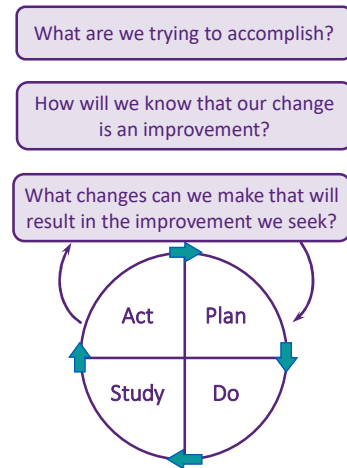 What are we trying to accomplish?
How will we know that our change
is an improvement?
What changes can we make that will
result in the improvement we seek?
Act
Plan
Study
Do